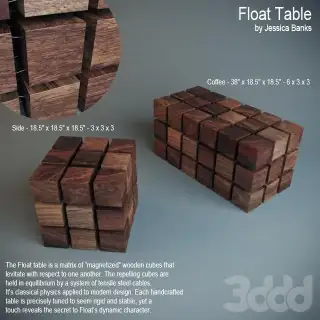 Float Table
by Jessica Banks
Coffee - 38" x 18.5" x 18.5" - 6 x 3 x 3
Side - 18.5" x 18.5" x 18.5" - 3 x 3 x 3
The Float table is a matrix of "magnetized" wooden cubes that
levitate with respect to one another. The repelling cubes are
held in equilibrium by a system of tensile steel cables.
It's classical physics applied to modern design. Each handcrafted
table is precisely tuned to seem rigid and stable, yet a
touch reveals the secret to Float's dynamic character.
3ddd